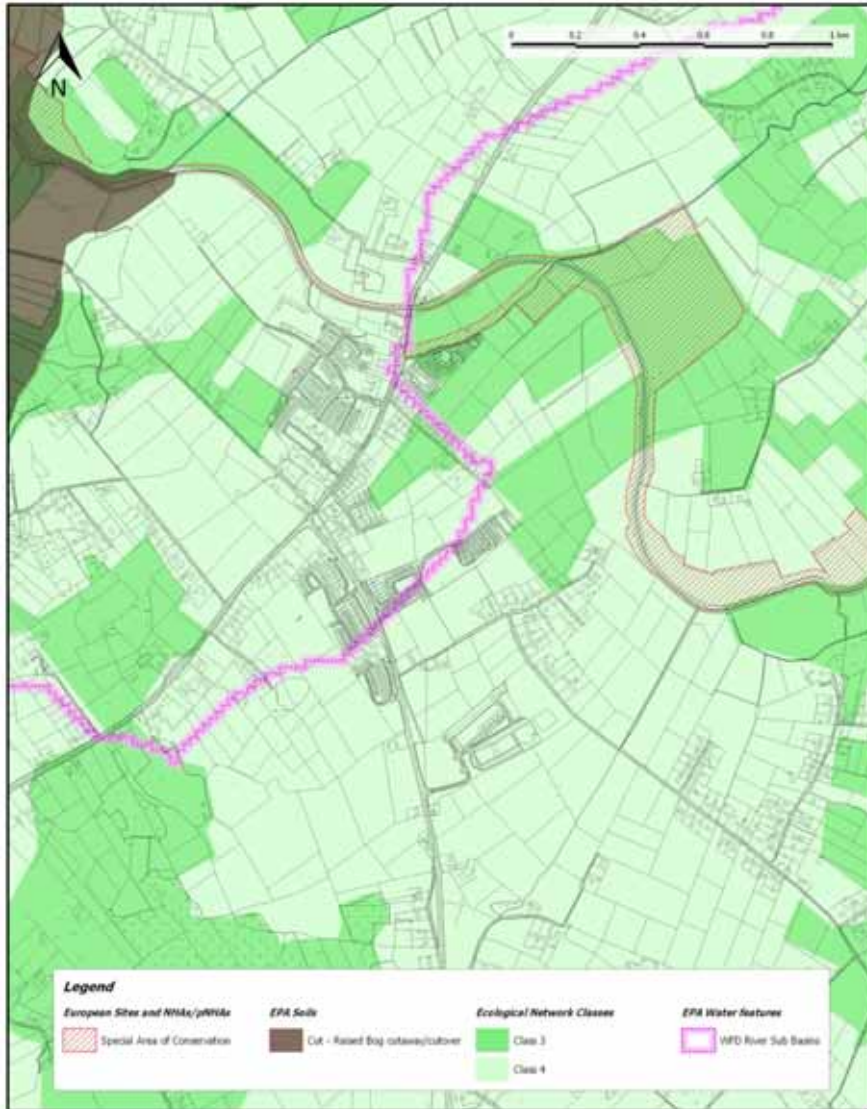 N
0 0.2 0.4 0.6 0.8 1 km
Legend
European Sites and NHAs/pNHAs
Special Area of Conservation
EPA Soils
Cut - Raised Bog cutaway/cutover
Ecological Network Classes
Class 3
Class 4
EPA Water features
WFD River Sub Basins